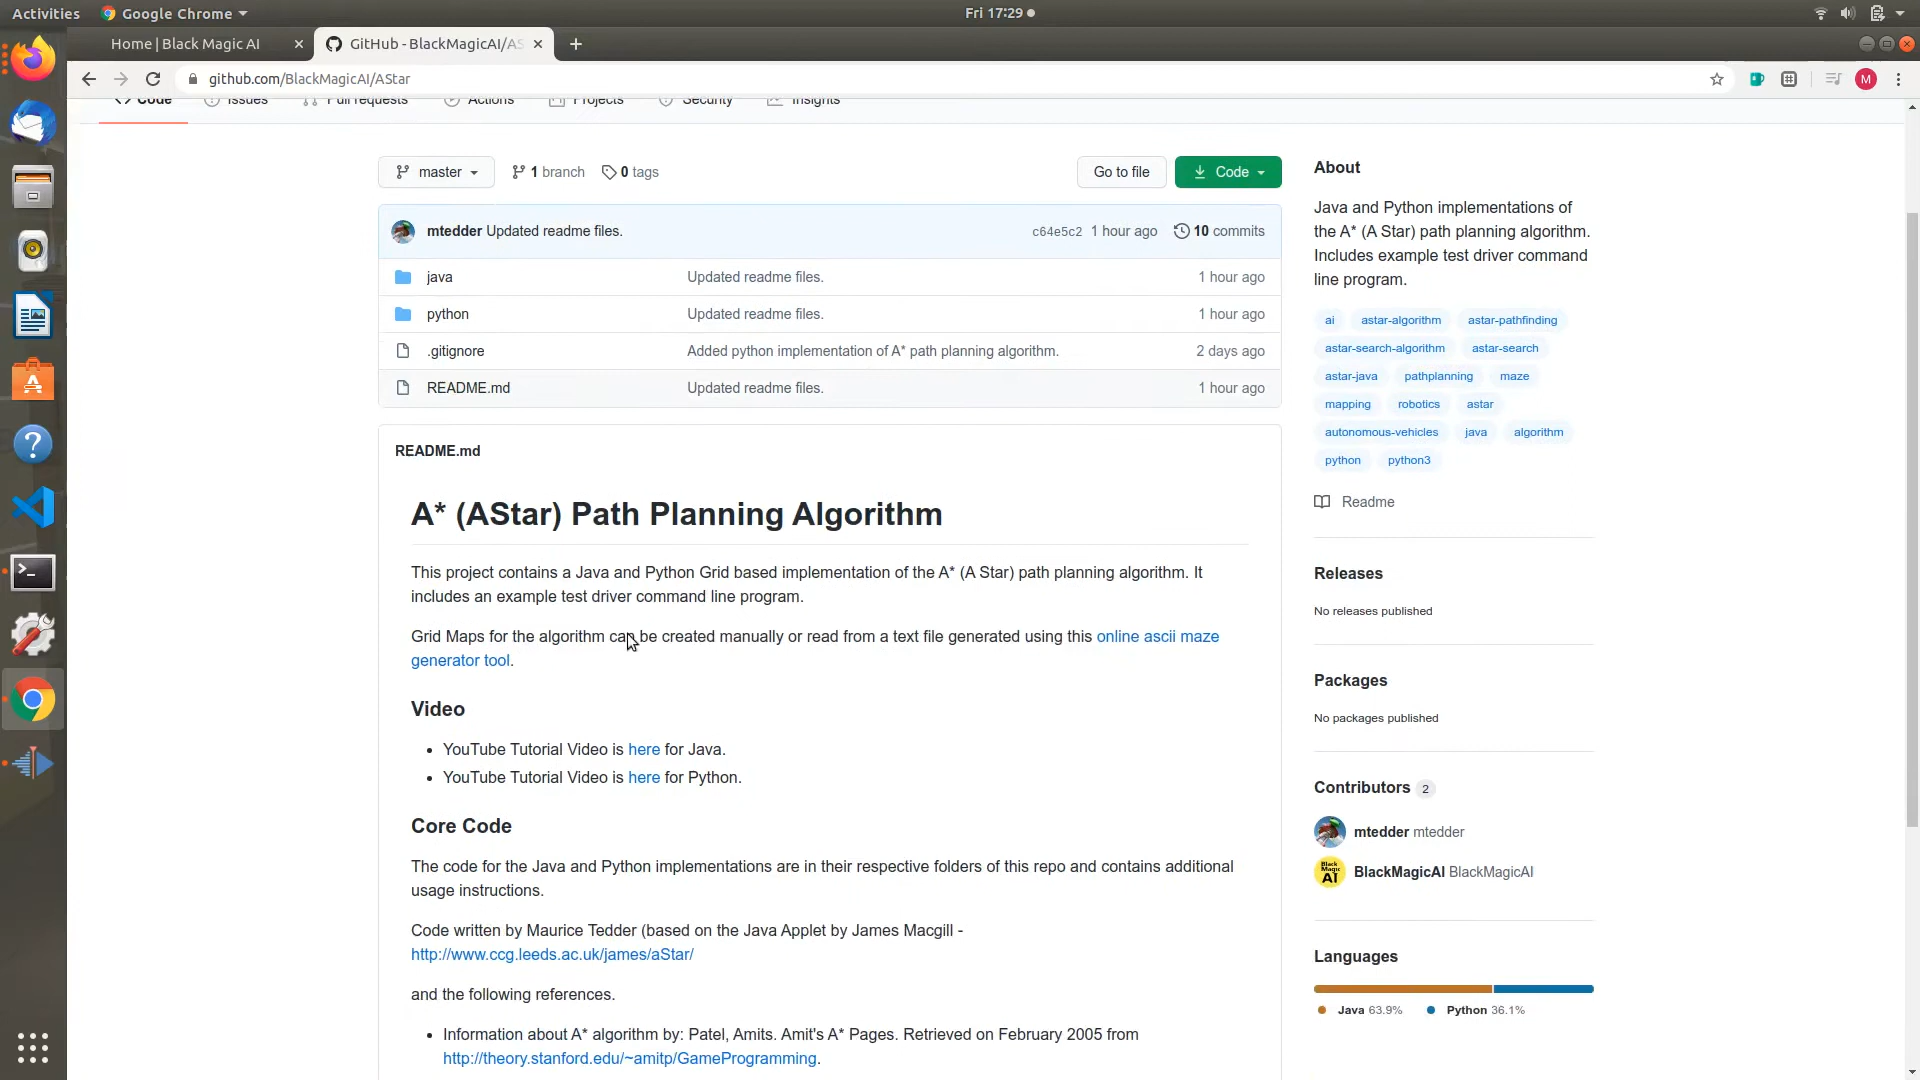 Activities Google Chrome Fri 17:29
Home | Black Magic AI GitHub - BlackMagicAI/AS
github.com/BlackMagicAI/AStar M
Code Issues Pull requests Actions Projects Security Insights
master 1 branch 0 tags Go to file Code
mtedder Updated readme files. c64e5c2 1 hour ago 10 commits
java Updated readme files. 1 hour ago
python Updated readme files. 1 hour ago
.gitignore Added python implementation of A* path planning algorithm. 2 days ago
README.md Updated readme files. 1 hour ago
README.md
A* (AStar) Path Planning Algorithm
This project contains a Java and Python Grid based implementation of the A* (A Star) path planning algorithm. It
includes an example test driver command line program.
Grid Maps for the algorithm can be created manually or read from a text file generated using this online ascii maze
generator tool.
Video
• YouTube Tutorial Video is here for Java.
• YouTube Tutorial Video is here for Python.
Core Code
The code for the Java and Python implementations are in their respective folders of this repo and contains additional
usage instructions.
Code written by Maurice Tedder (based on the Java Applet by James Macgill -
http://www.ccg.leeds.ac.uk/james/aStar/
and the following references.
• Information about A* algorithm by: Patel, Amits. Amit's A* Pages. Retrieved on February 2005 from
http://theory.stanford.edu/~amitp/GameProgramming.
About
Java and Python implementations of
the A* (A Star) path planning algorithm.
Includes example test driver command
line program.
ai astar-algorithm astar-pathfinding
astar-search-algorithm astar-search
astar-java pathplanning maze
mapping robotics astar
autonomous-vehicles java algorithm
python python3
Readme
Releases
No releases published
Packages
No packages published
Contributors 2
mtedder mtedder
Black Magic AI
BlackMagicAI BlackMagicAI
Languages
Java 63.9% Python 36.1%